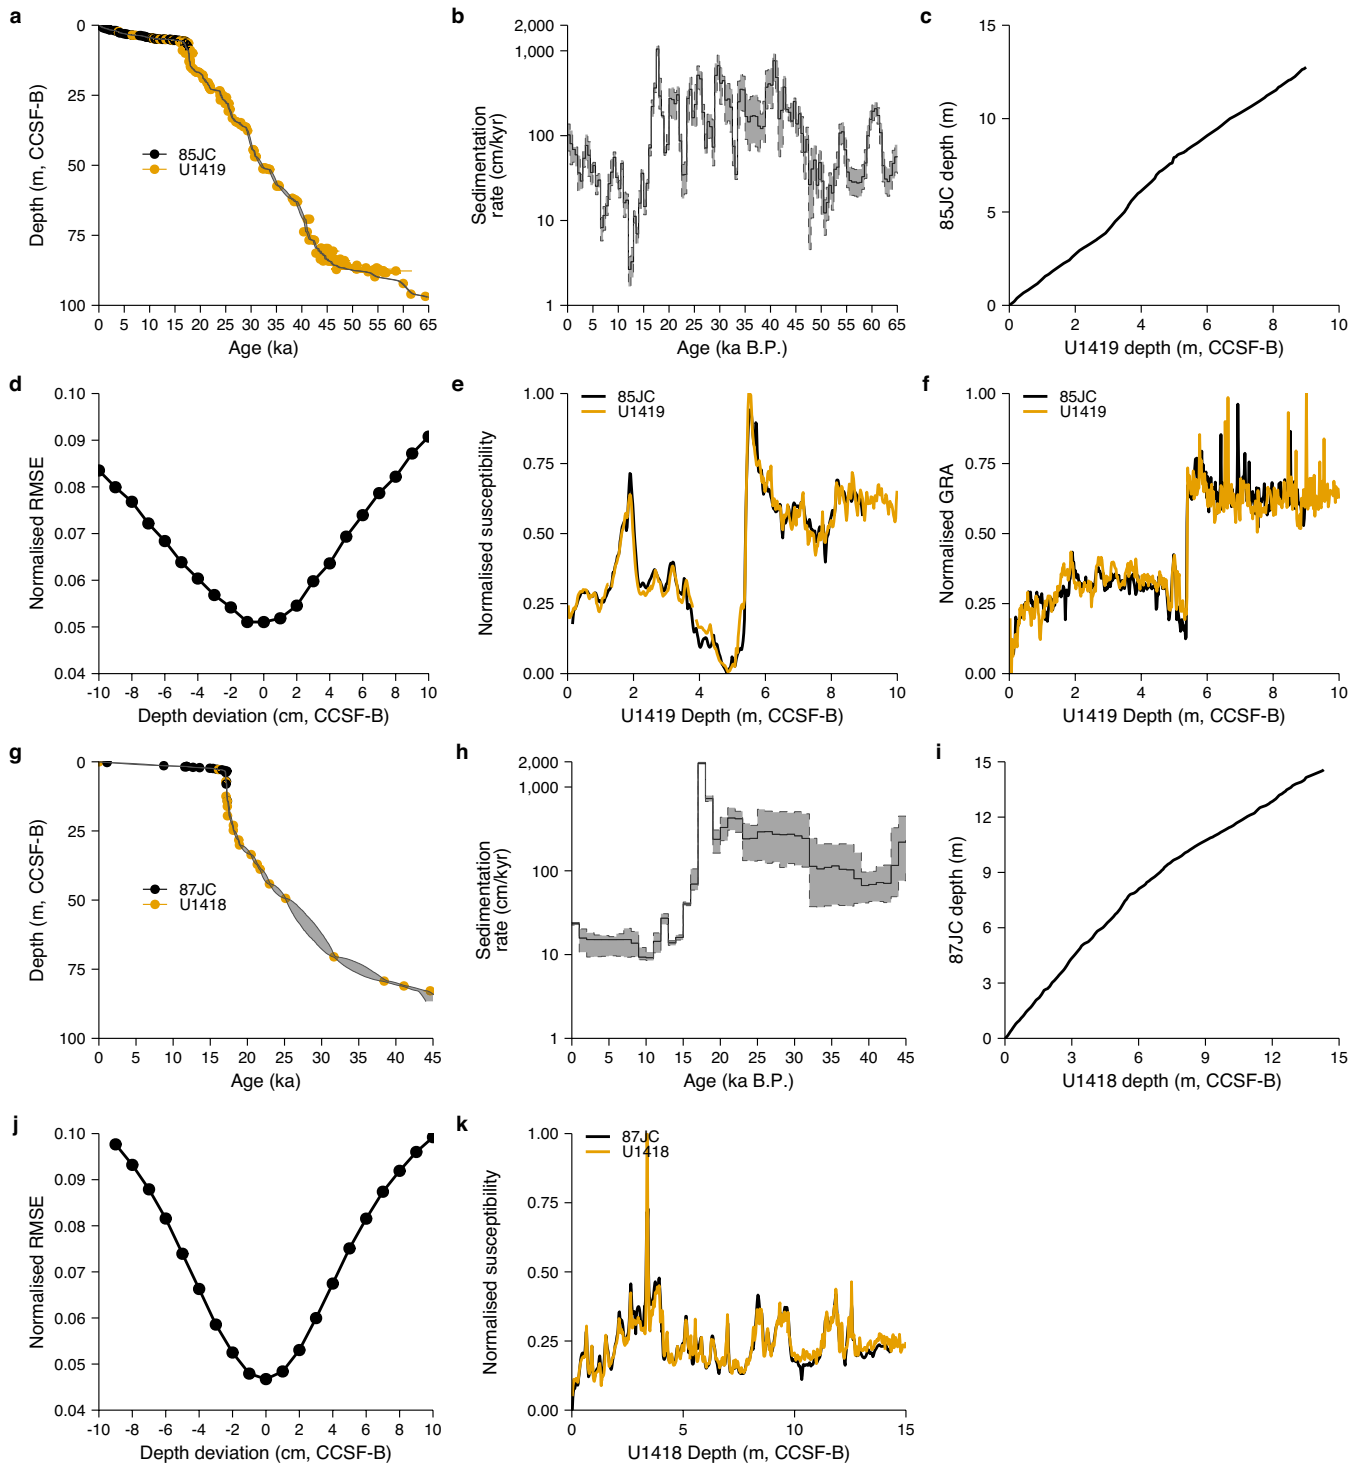 a
0
25
50
75
100
Depth (m, CCSF-B)
85JC
U1419
0 5 10 15 20 25 30 35 40 45 50 55 60 65
Age (ka)
b
2,000
1,000
100
10
1
Sedimentation
rate (cm/kyr)
0 5 10 15 20 25 30 35 40 45 50 55 60 65
Age (ka B.P.)
c
15
10
5
0
85JC depth (m)
0 2 4 6 8 10
U1419 depth (m, CCSF-B)
d
0.10
0.09
0.08
0.07
0.06
0.05
0.04
Normalised RMSE
-10 -8 -6 -4 -2 0 2 4 6 8 10
Depth deviation (cm, CCSF-B)
e
1.00
0.75
0.50
0.25
0.00
Normalised susceptibility
85JC
U1419
0 2 4 6 8 10
U1419 Depth (m, CCSF-B)
f
1.00
0.75
0.50
0.25
0.00
Normalised GRA
85JC
U1419
0 2 4 6 8 10
U1419 Depth (m, CCSF-B)
g
0
25
50
75
100
Depth (m, CCSF-B)
87JC
U1418
0 5 10 15 20 25 30 35 40 45
Age (ka)
h
2,000
1,000
100
10
1
Sedimentation
rate (cm/kyr)
0 5 10 15 20 25 30 35 40 45
Age (ka B.P.)
i
15
12
9
6
3
0
87JC depth (m)
0 3 6 9 12 15
U1418 depth (m, CCSF-B)
j
0.10
0.09
0.08
0.07
0.06
0.05
0.04
Normalised RMSE
-10 -8 -6 -4 -2 0 2 4 6 8 10
Depth deviation (cm, CCSF-B)
k
1.00
0.75
0.50
0.25
0.00
Normalised susceptibility
87JC
U1418
0 5 10 15
U1418 Depth (m, CCSF-B)